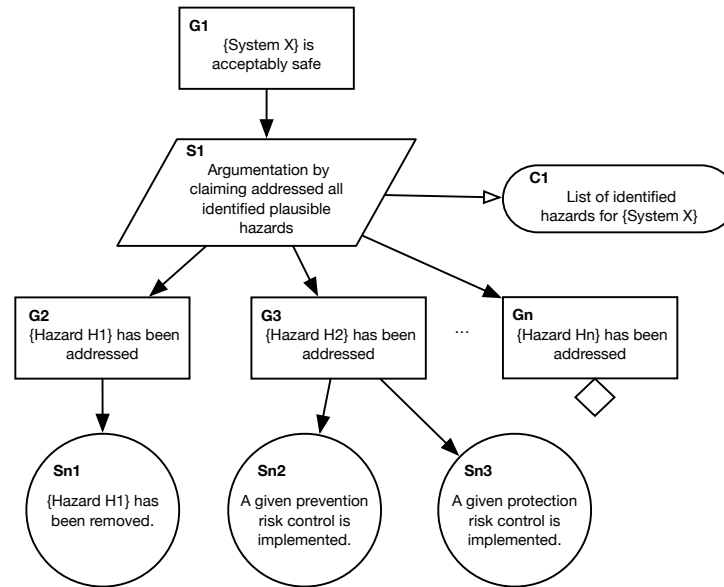 G1
{System X} is
acceptably safe
S1
Argumentation by
claiming addressed all
identified plausible
hazards
C1
List of identified
hazards for {System X}
G2
{Hazard H1} has been
addressed
G3
{Hazard H2} has been
addressed
...
Gn
{Hazard Hn} has been
addressed
Sn1
{Hazard H1} has
been removed.
Sn2
A given prevention
risk control is
implemented.
Sn3
A given protection
risk control is
implemented.